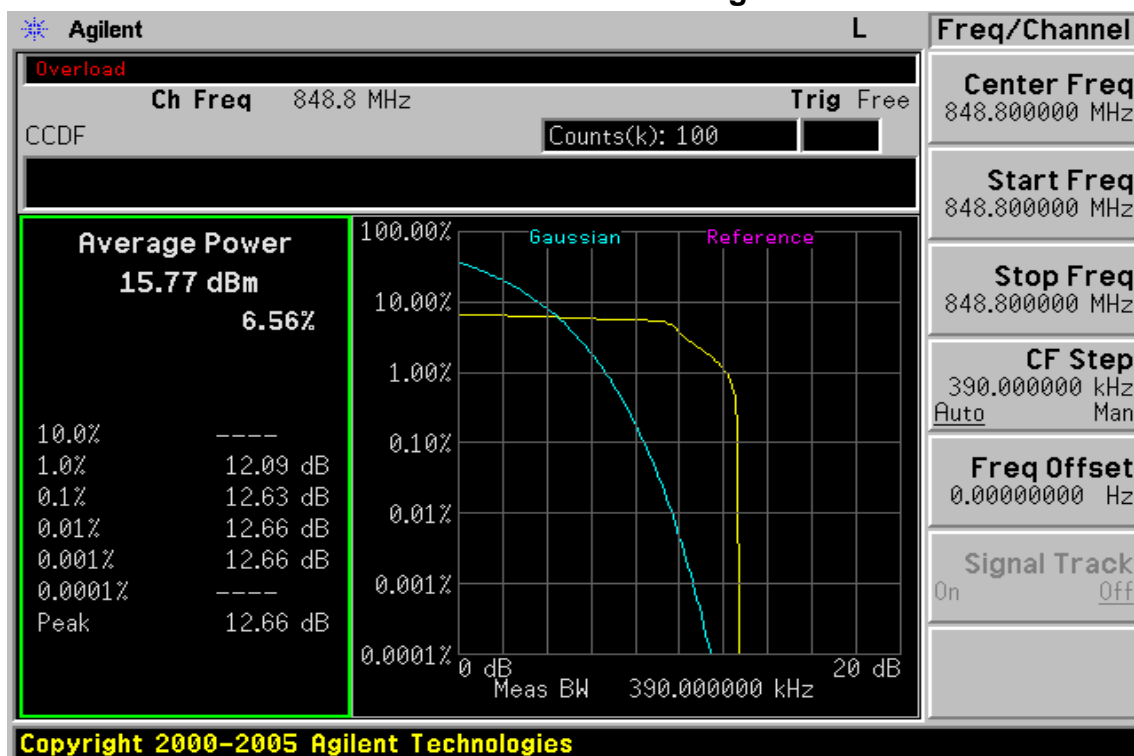 Agilent L
Overload
Ch Freq 848.8 MHz Trig Free
CCDF Counts(k): 100
Average Power
15.77 dBm
6.56%
10.0% ----
1.0% 12.09 dB
0.1% 12.63 dB
0.01% 12.66 dB
0.001% 12.66 dB
0.0001% ----
Peak 12.66 dB
Gaussian Reference
100.00%
10.00%
1.00%
0.10%
0.01%
0.001%
0.0001%
0 dB 20 dB
Meas BW 390.000000 kHz
Freq/Channel
Center Freq
848.800000 MHz
Start Freq
848.800000 MHz
Stop Freq
848.800000 MHz
CF Step
390.000000 kHz
Auto Man
Freq Offset
0.00000000 Hz
Signal Track
On Off
Copyright 2000-2005 Agilent Technologies